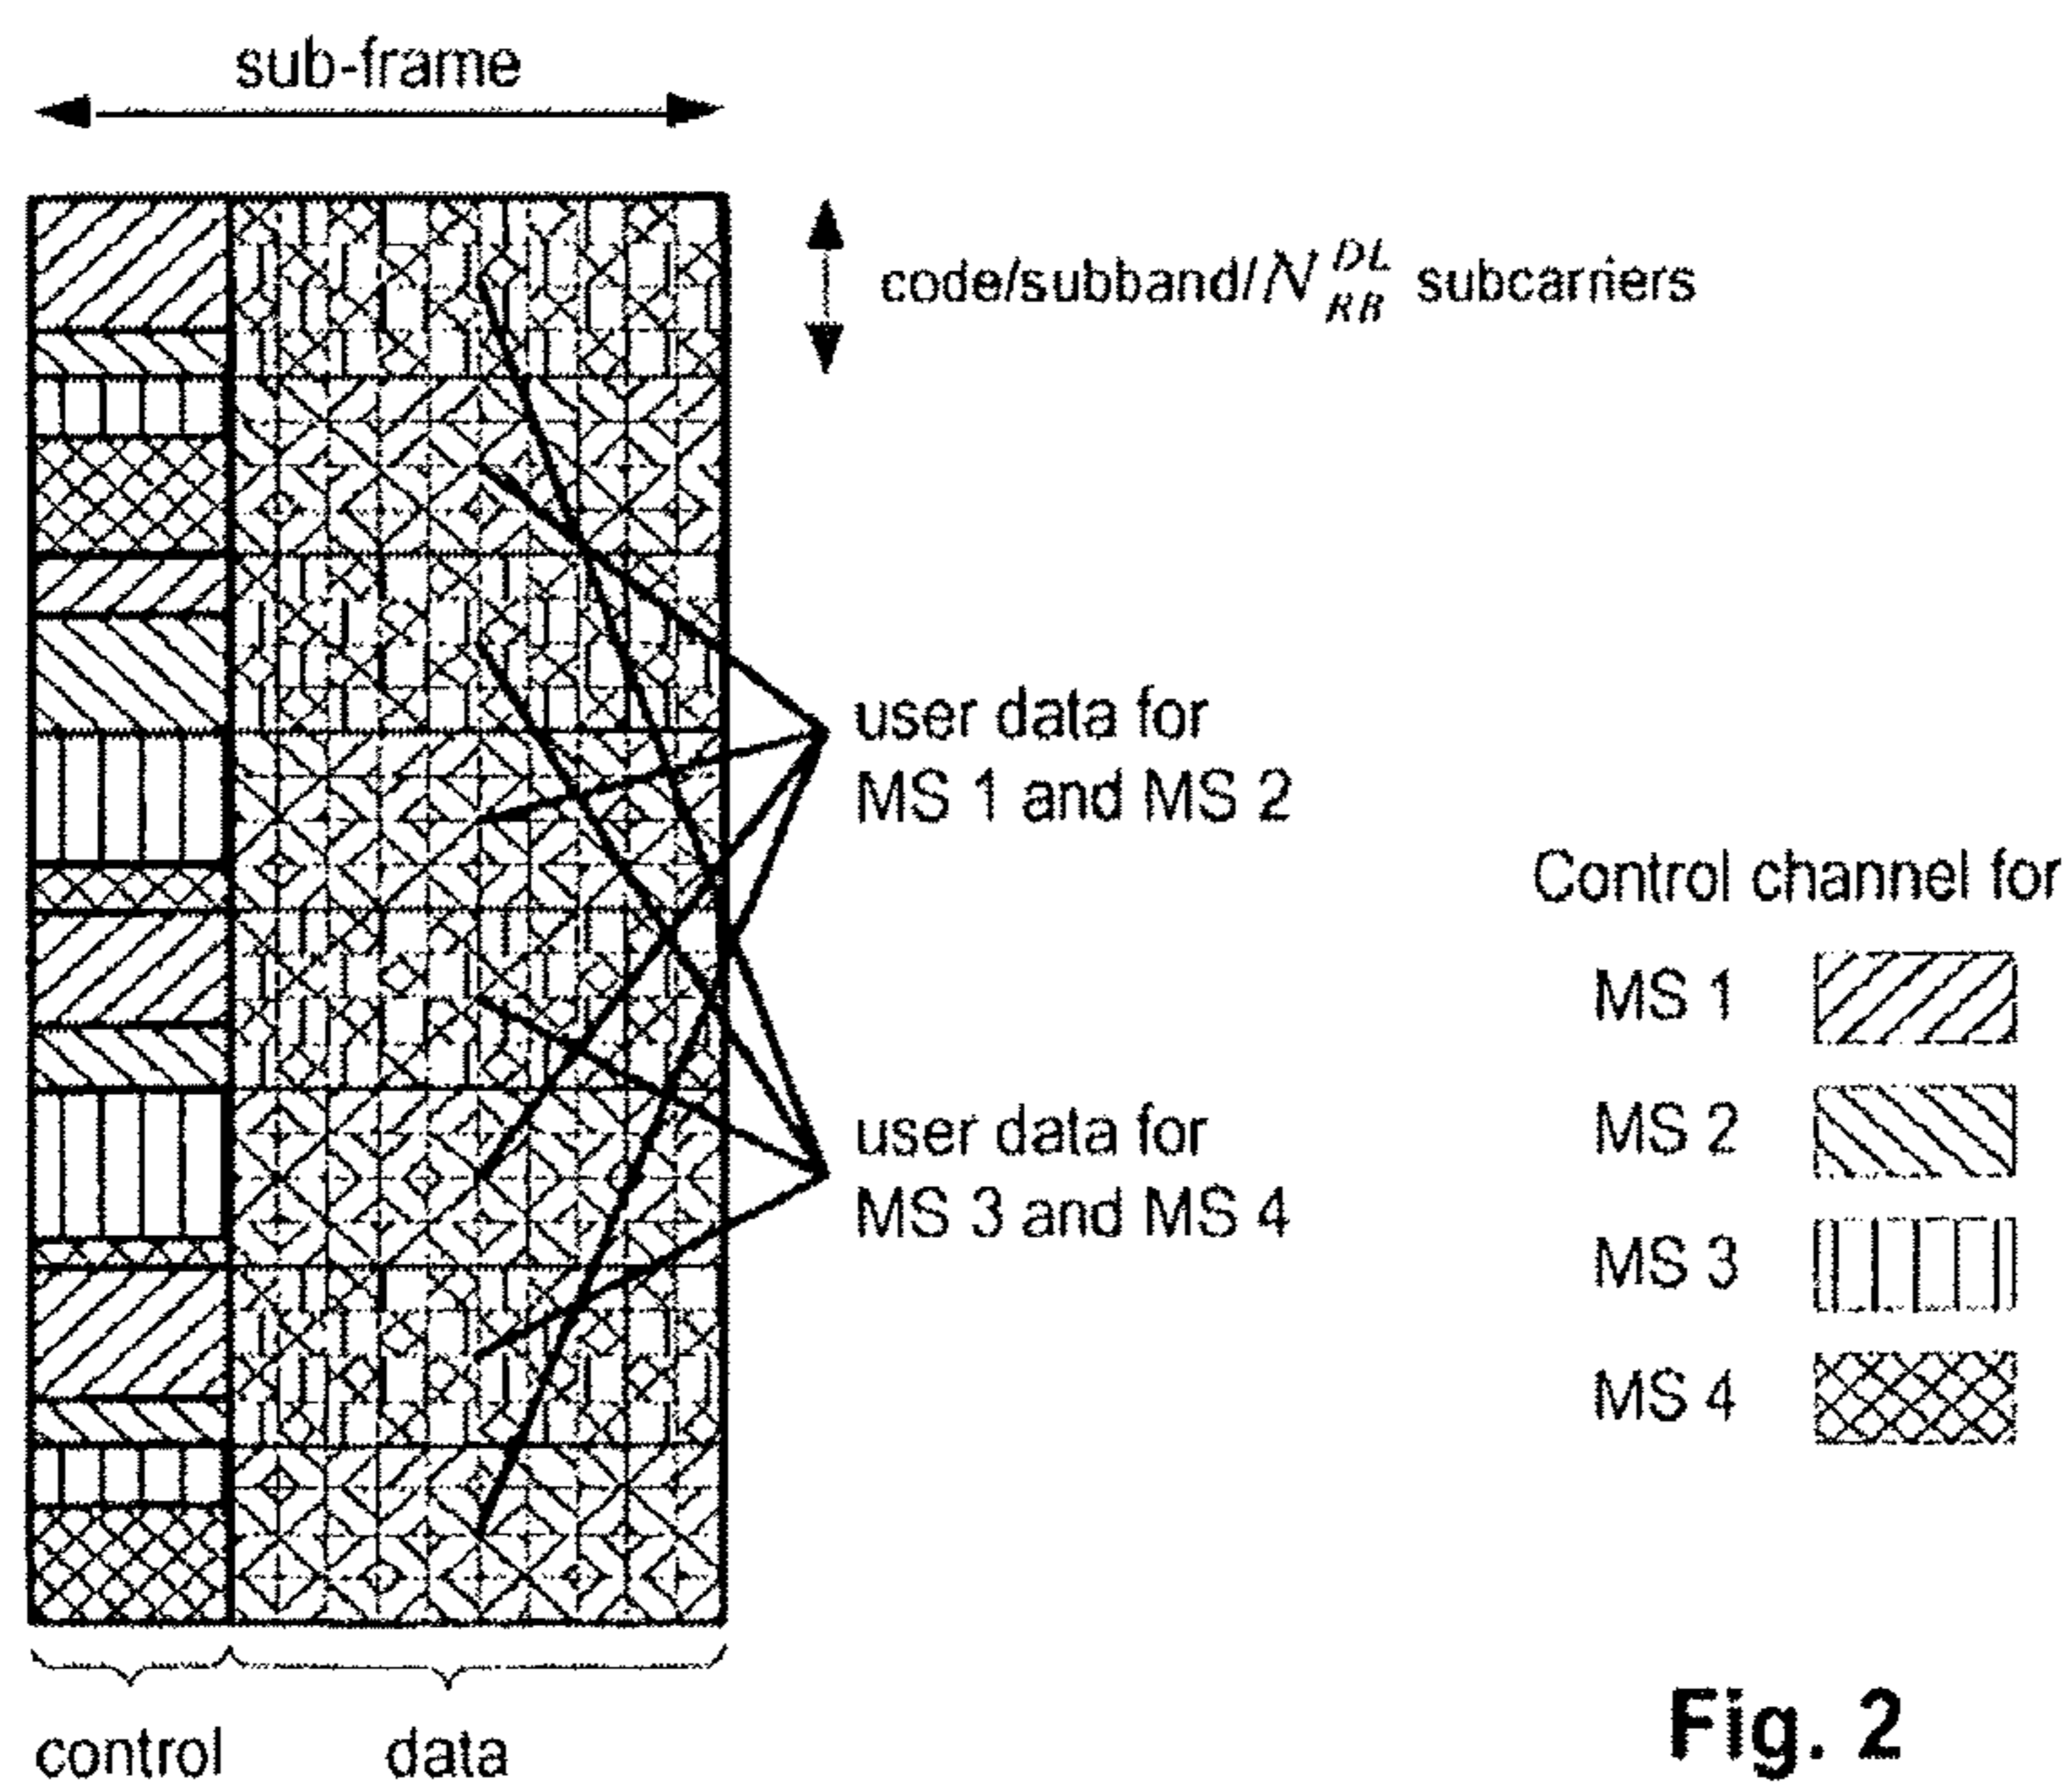 sub-frame
code/subband/N DL RB subcarriers
user data for
MS 1 and MS 2
Control channel for
MS 1
MS 2
user data for
MS 3 and MS 4
MS 3
MS 4
control
data
Fig. 2